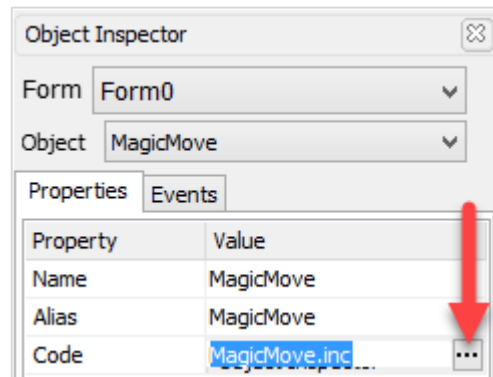 Object Inspector
Form Form0
Object MagicMove
Properties Events
Property Value
Name MagicMove
Alias MagicMove
Code MagicMove.inc ...